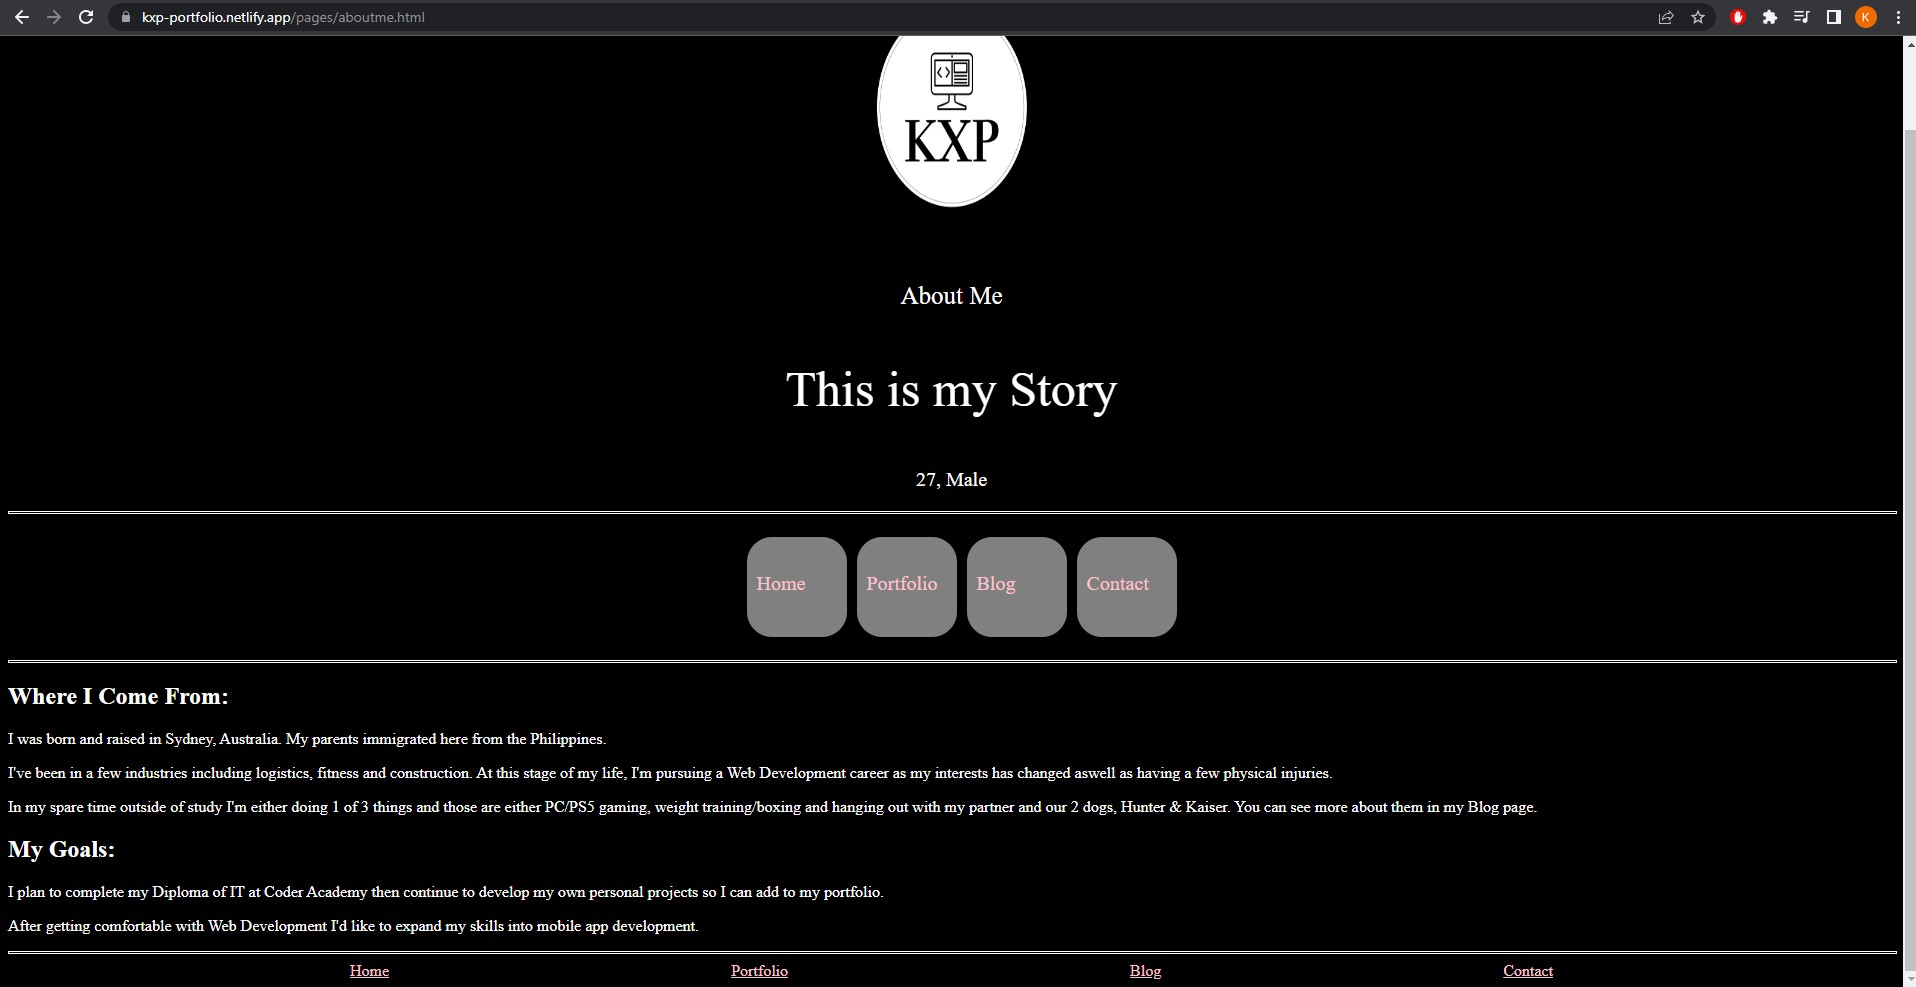 kxp-portfolio.netlify.app/pages/aboutme.html
K
<>
KXP
About Me
This is my Story
27, Male
Home Portfolio Blog Contact
Where I Come From:
I was born and raised in Sydney, Australia. My parents immigrated here from the Philippines.
I've been in a few industries including logistics, fitness and construction. At this stage of my life, I'm pursuing a Web Development career as my interests has changed aswell as having a few physical injuries.
In my spare time outside of study I'm either doing 1 of 3 things and those are either PC/PS5 gaming, weight training/boxing and hanging out with my partner and our 2 dogs, Hunter & Kaiser. You can see more about them in my Blog page.
My Goals:
I plan to complete my Diploma of IT at Coder Academy then continue to develop my own personal projects so I can add to my portfolio.
After getting comfortable with Web Development I'd like to expand my skills into mobile app development.
Home Portfolio Blog Contact